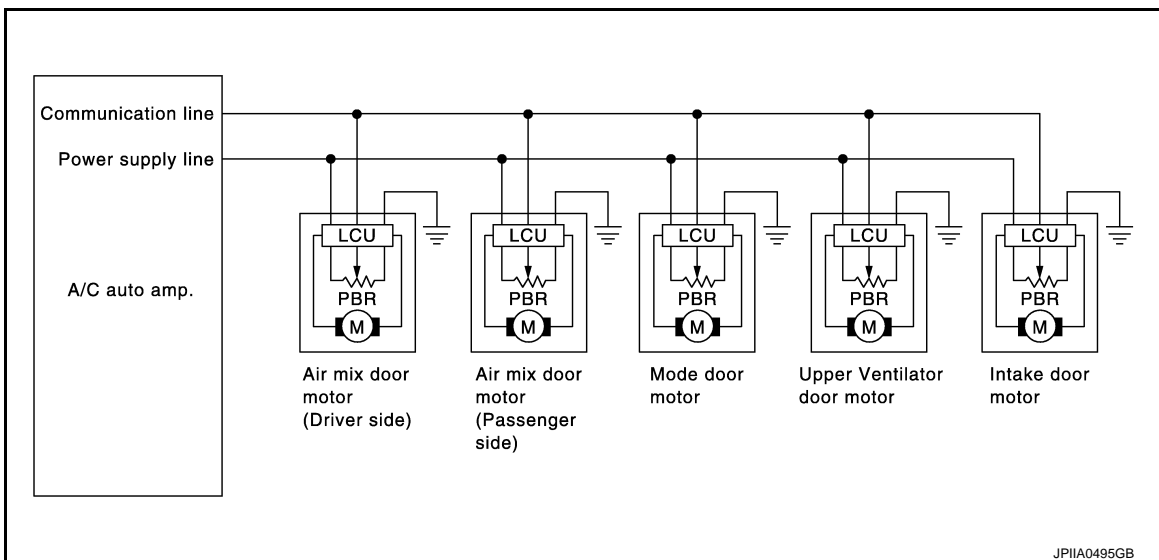 Communication line
Power supply line
A/C auto amp.
LCU
LCU
LCU
LCU
LCU
PBR
PBR
PBR
PBR
PBR
M
M
M
M
M
Air mix door
motor
(Driver side)
Air mix door
motor
(Passenger
side)
Mode door
motor
Upper Ventilator
door motor
Intake door
motor
JPIIA0495GB